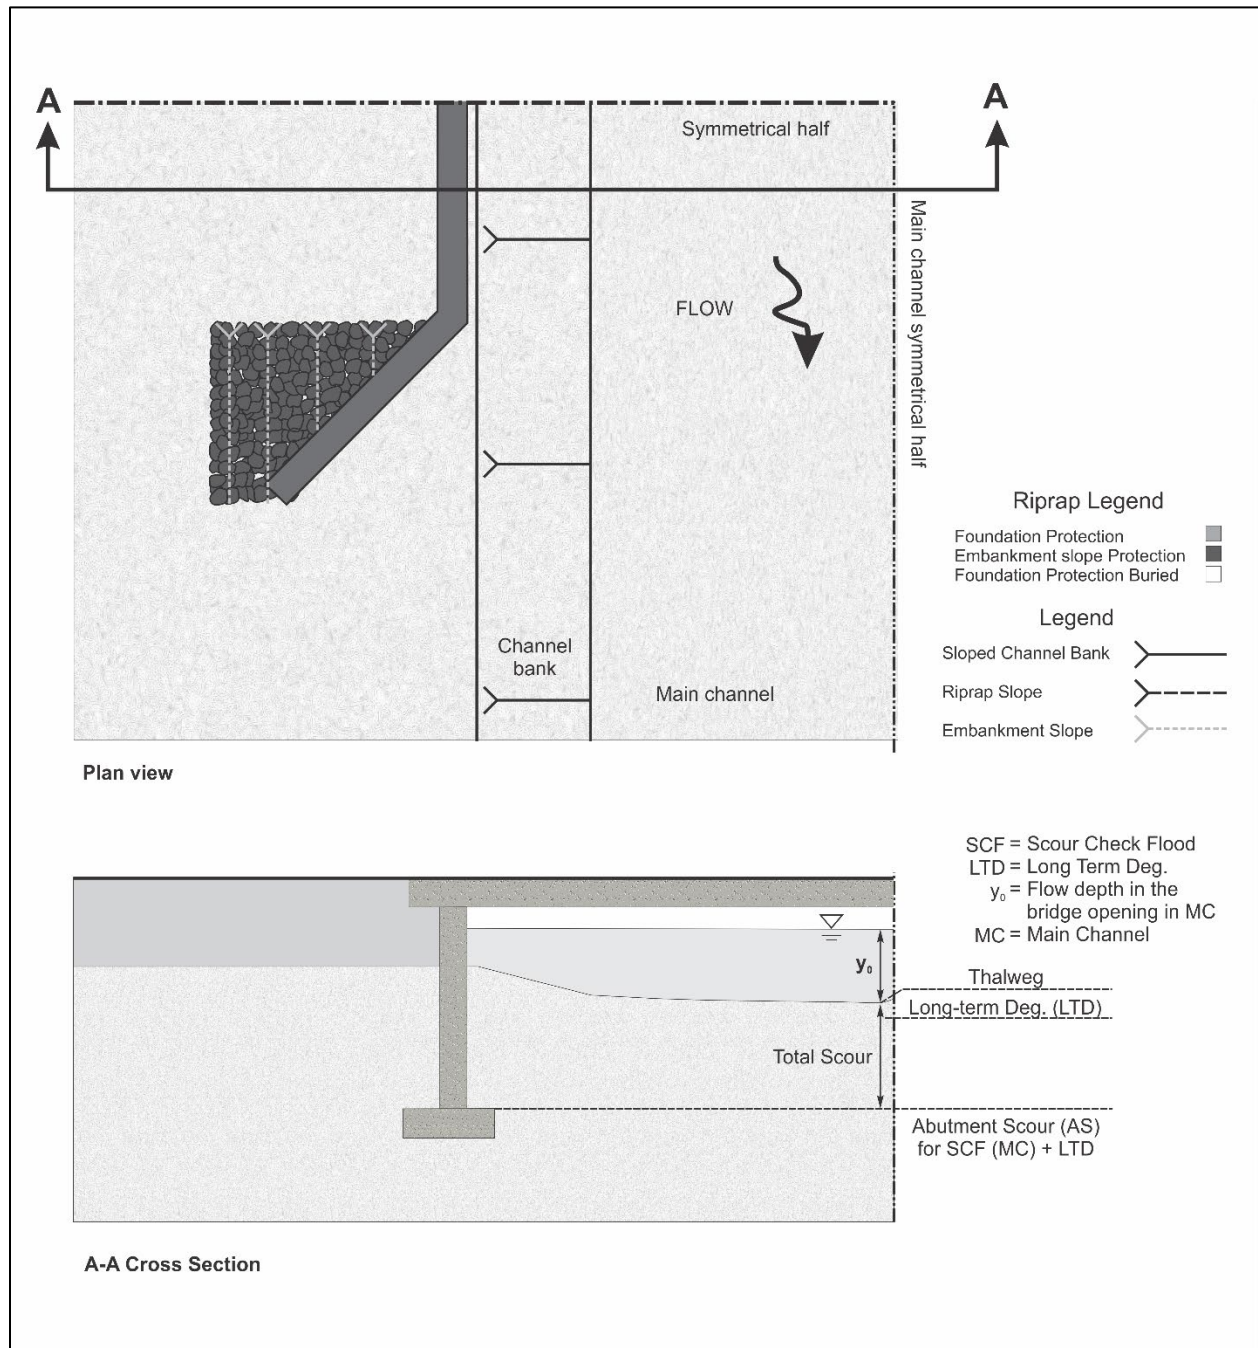 A
A
Symmetrical half
Main channel symmetrical half
FLOW
Channel
bank
Main channel
Riprap Legend
Foundation Protection
Embankment slope Protection
Foundation Protection Buried
Legend
Sloped Channel Bank
Riprap Slope
Embankment Slope
Plan view
SCF = Scour Check Flood
LTD = Long Term Deg.
y₀ = Flow depth in the
bridge opening in MC
MC = Main Channel
y₀
Thalweg
Long-term Deg. (LTD)
Total Scour
Abutment Scour (AS)
for SCF (MC) + LTD
A-A Cross Section